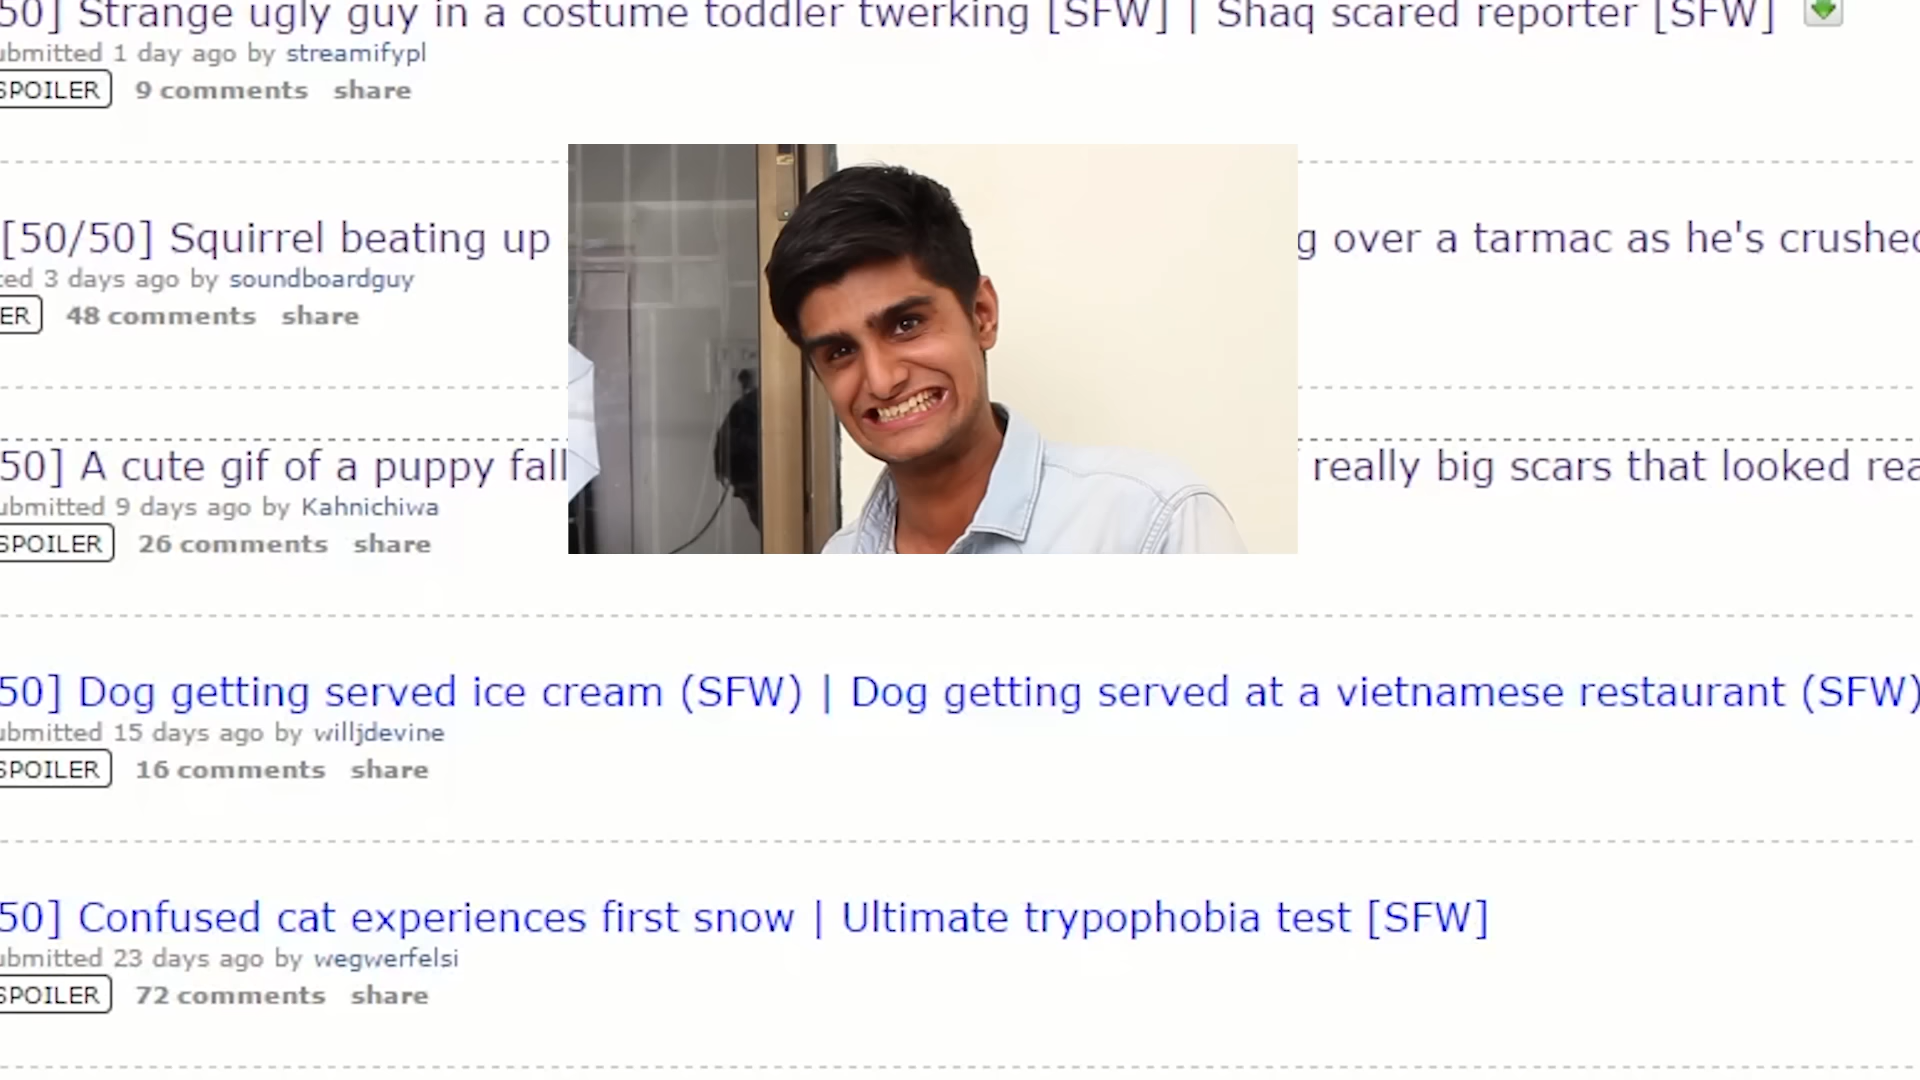 50] Strange ugly guy in a costume toddler twerking [SFW] | Shaq scared reporter [SFW]
ubmitted 1 day ago by streamifypl
SPOILER 9 comments share
[50/50] Squirrel beating up g over a tarmac as he's crushed
ted 3 days ago by soundboardguy
ER 48 comments share
50] A cute gif of a puppy fall really big scars that looked rea
ubmitted 9 days ago by Kahnichiwa
SPOILER 26 comments share
50] Dog getting served ice cream (SFW) | Dog getting served at a vietnamese restaurant (SFW)
ubmitted 15 days ago by willjdevine
SPOILER 16 comments share
50] Confused cat experiences first snow | Ultimate trypophobia test [SFW]
ubmitted 23 days ago by wegwerfelsi
SPOILER 72 comments share